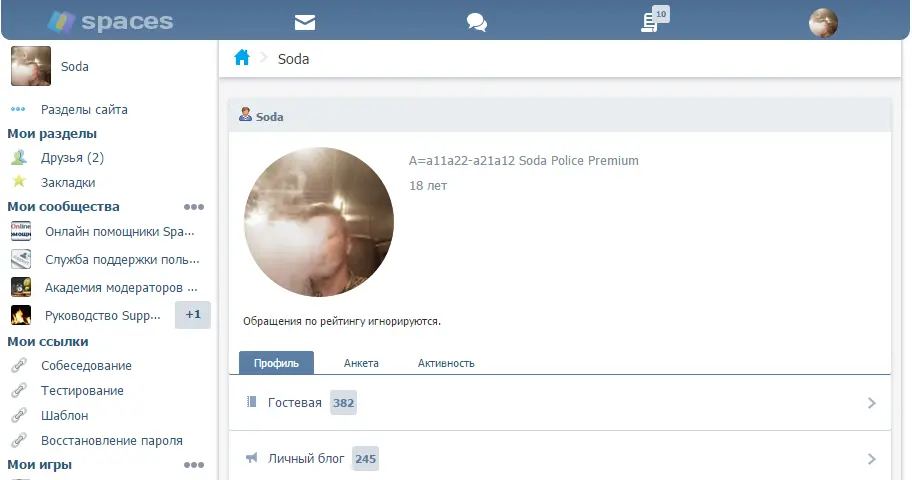 spaces
10
Soda
Soda
Разделы сайта
Мои разделы
Друзья (2)
Закладки
Мои сообщества
Онлайн помощники Spa...
Служба поддержки поль...
Академия модераторов ...
Руководство Supp...
+1
Мои ссылки
Собеседование
Тестирование
Шаблон
Восстановление пароля
Мои игры
Soda
A=a11a22-a21a12 Soda Police Premium
18 лет
Обращения по рейтингу игнорируются.
Профиль Анкета Активность
Гостевая 382
Личный блог 245